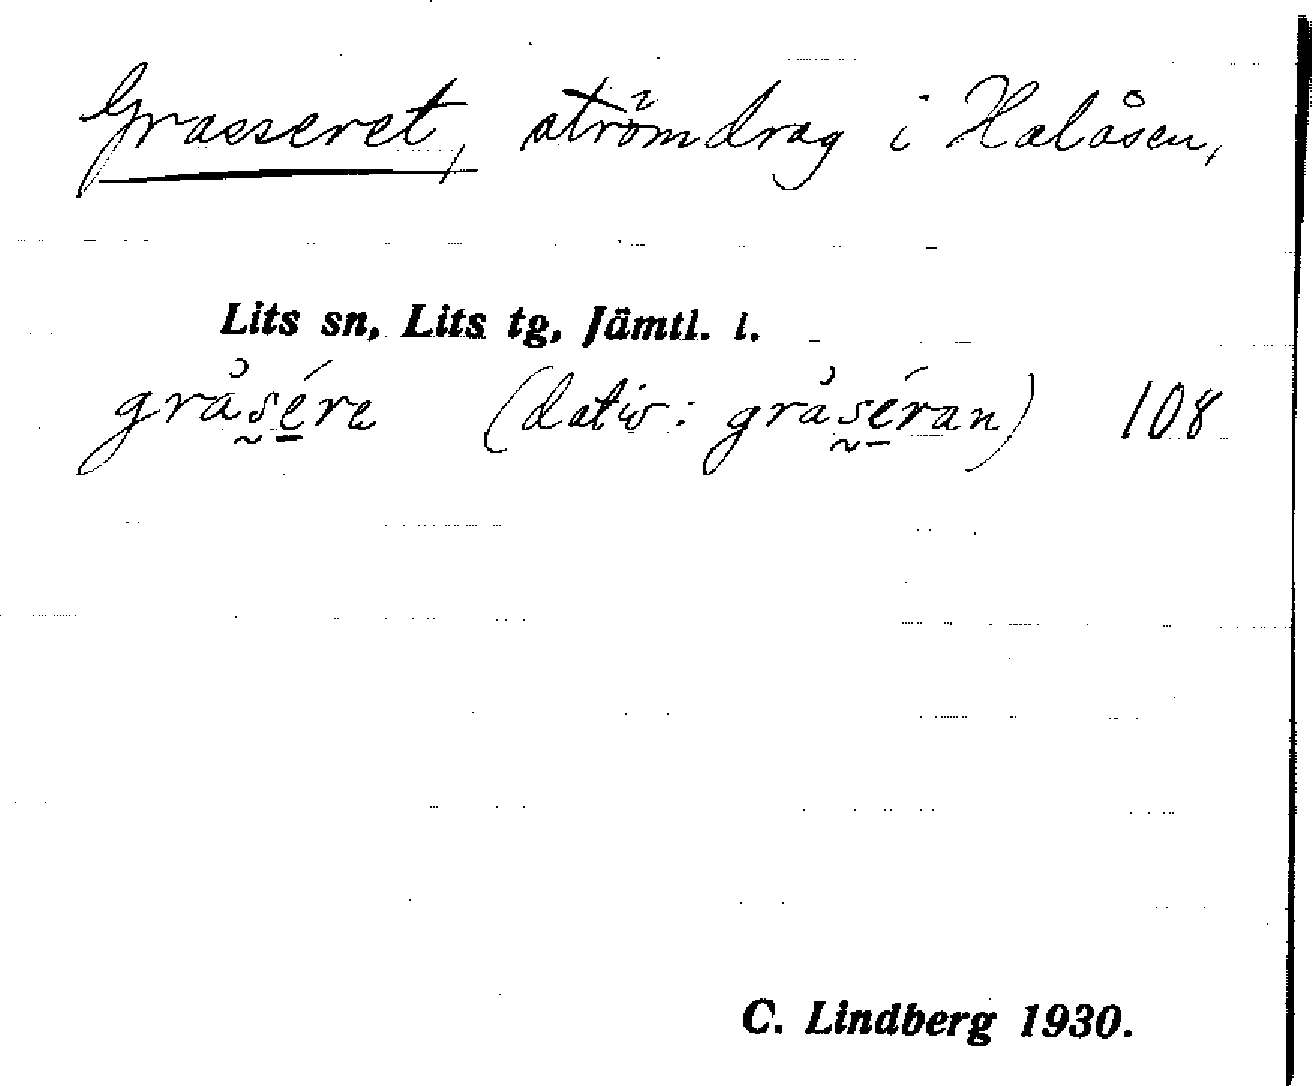 Grasseret, strömdrag i Halåsen,
Lits sn, Lits tg, Jämtl. l.
gråsére (dativ: gråséran) 108
C. Lindberg 1930.